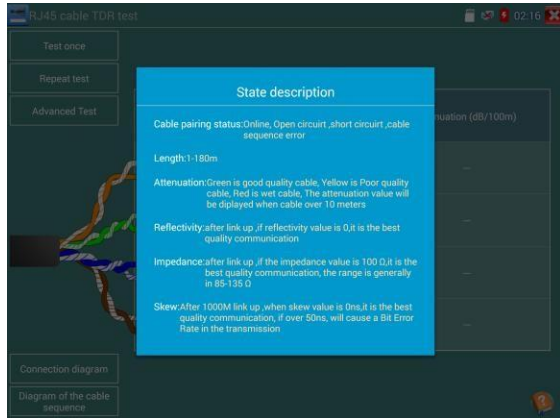 RJ45 cable TDR test
02:16
Test once
Repeat test
Advanced Test
nuation (dB/100m)
State description
Cable pairing status:Online, Open circuirt ,short circuirt ,cable
sequence error
Length:1-180m
Attenuation:Green is good quality cable, Yellow is Poor quality
cable, Red is wet cable, The attenuation value will
be diplayed when cable over 10 meters
Reflectivity:after link up ,if reflectivity value is 0,it is the best
quality communication
Impedance:after link up ,if the impedance value is 100 Ω,it is the
best quality communication, the range is generally
in 85-135 Ω
Skew:After 1000M link up ,when skew value is 0ns,it is the best
quality communication, if over 50ns, will cause a Bit Error
Rate in the transmission
Connection diagram
Diagram of the cable
sequence